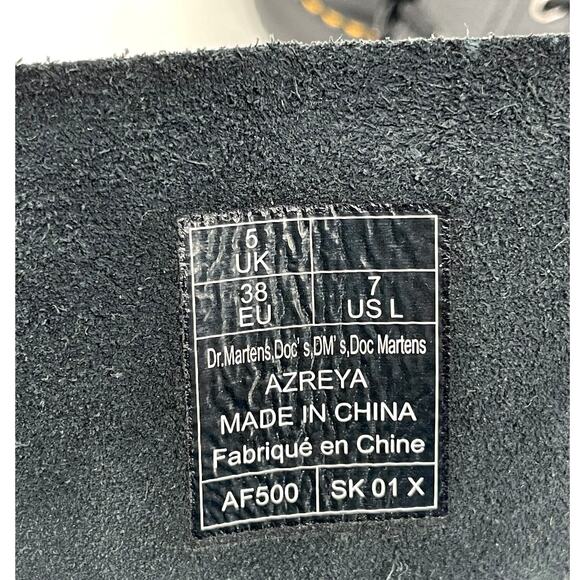 5
UK
38
EU
7
US L
Dr.Martens,Doc's,DM's,Doc Martens
AZREYA
MADE IN CHINA
Fabriqué en Chine
AF500 SK 01 X